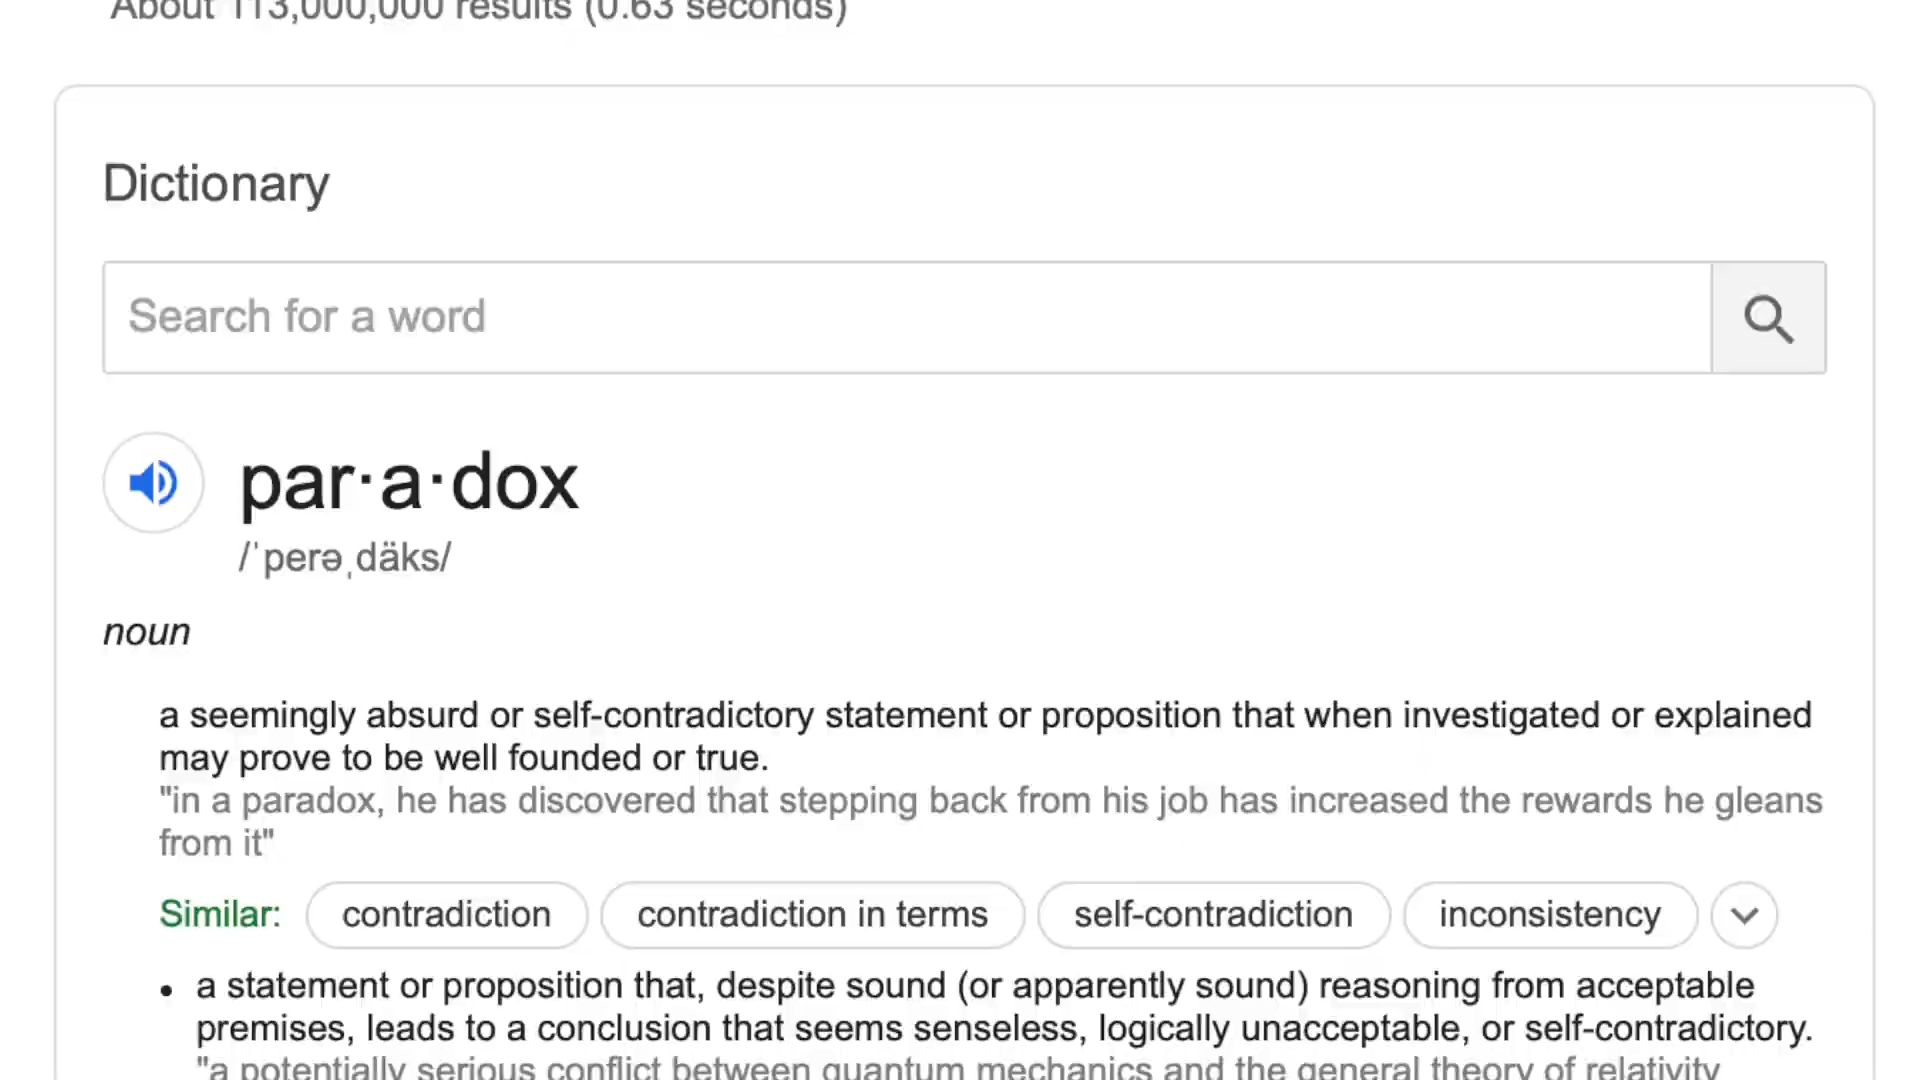 About 113,000,000 results (0.63 seconds)
Dictionary
Search for a word
par·a·dox
/ˈperəˌdäks/
noun
a seemingly absurd or self-contradictory statement or proposition that when investigated or explained
may prove to be well founded or true.
"in a paradox, he has discovered that stepping back from his job has increased the rewards he gleans
from it"
Similar: contradiction contradiction in terms self-contradiction inconsistency
• a statement or proposition that, despite sound (or apparently sound) reasoning from acceptable
premises, leads to a conclusion that seems senseless, logically unacceptable, or self-contradictory.
"a potentially serious conflict between quantum mechanics and the general theory of relativity